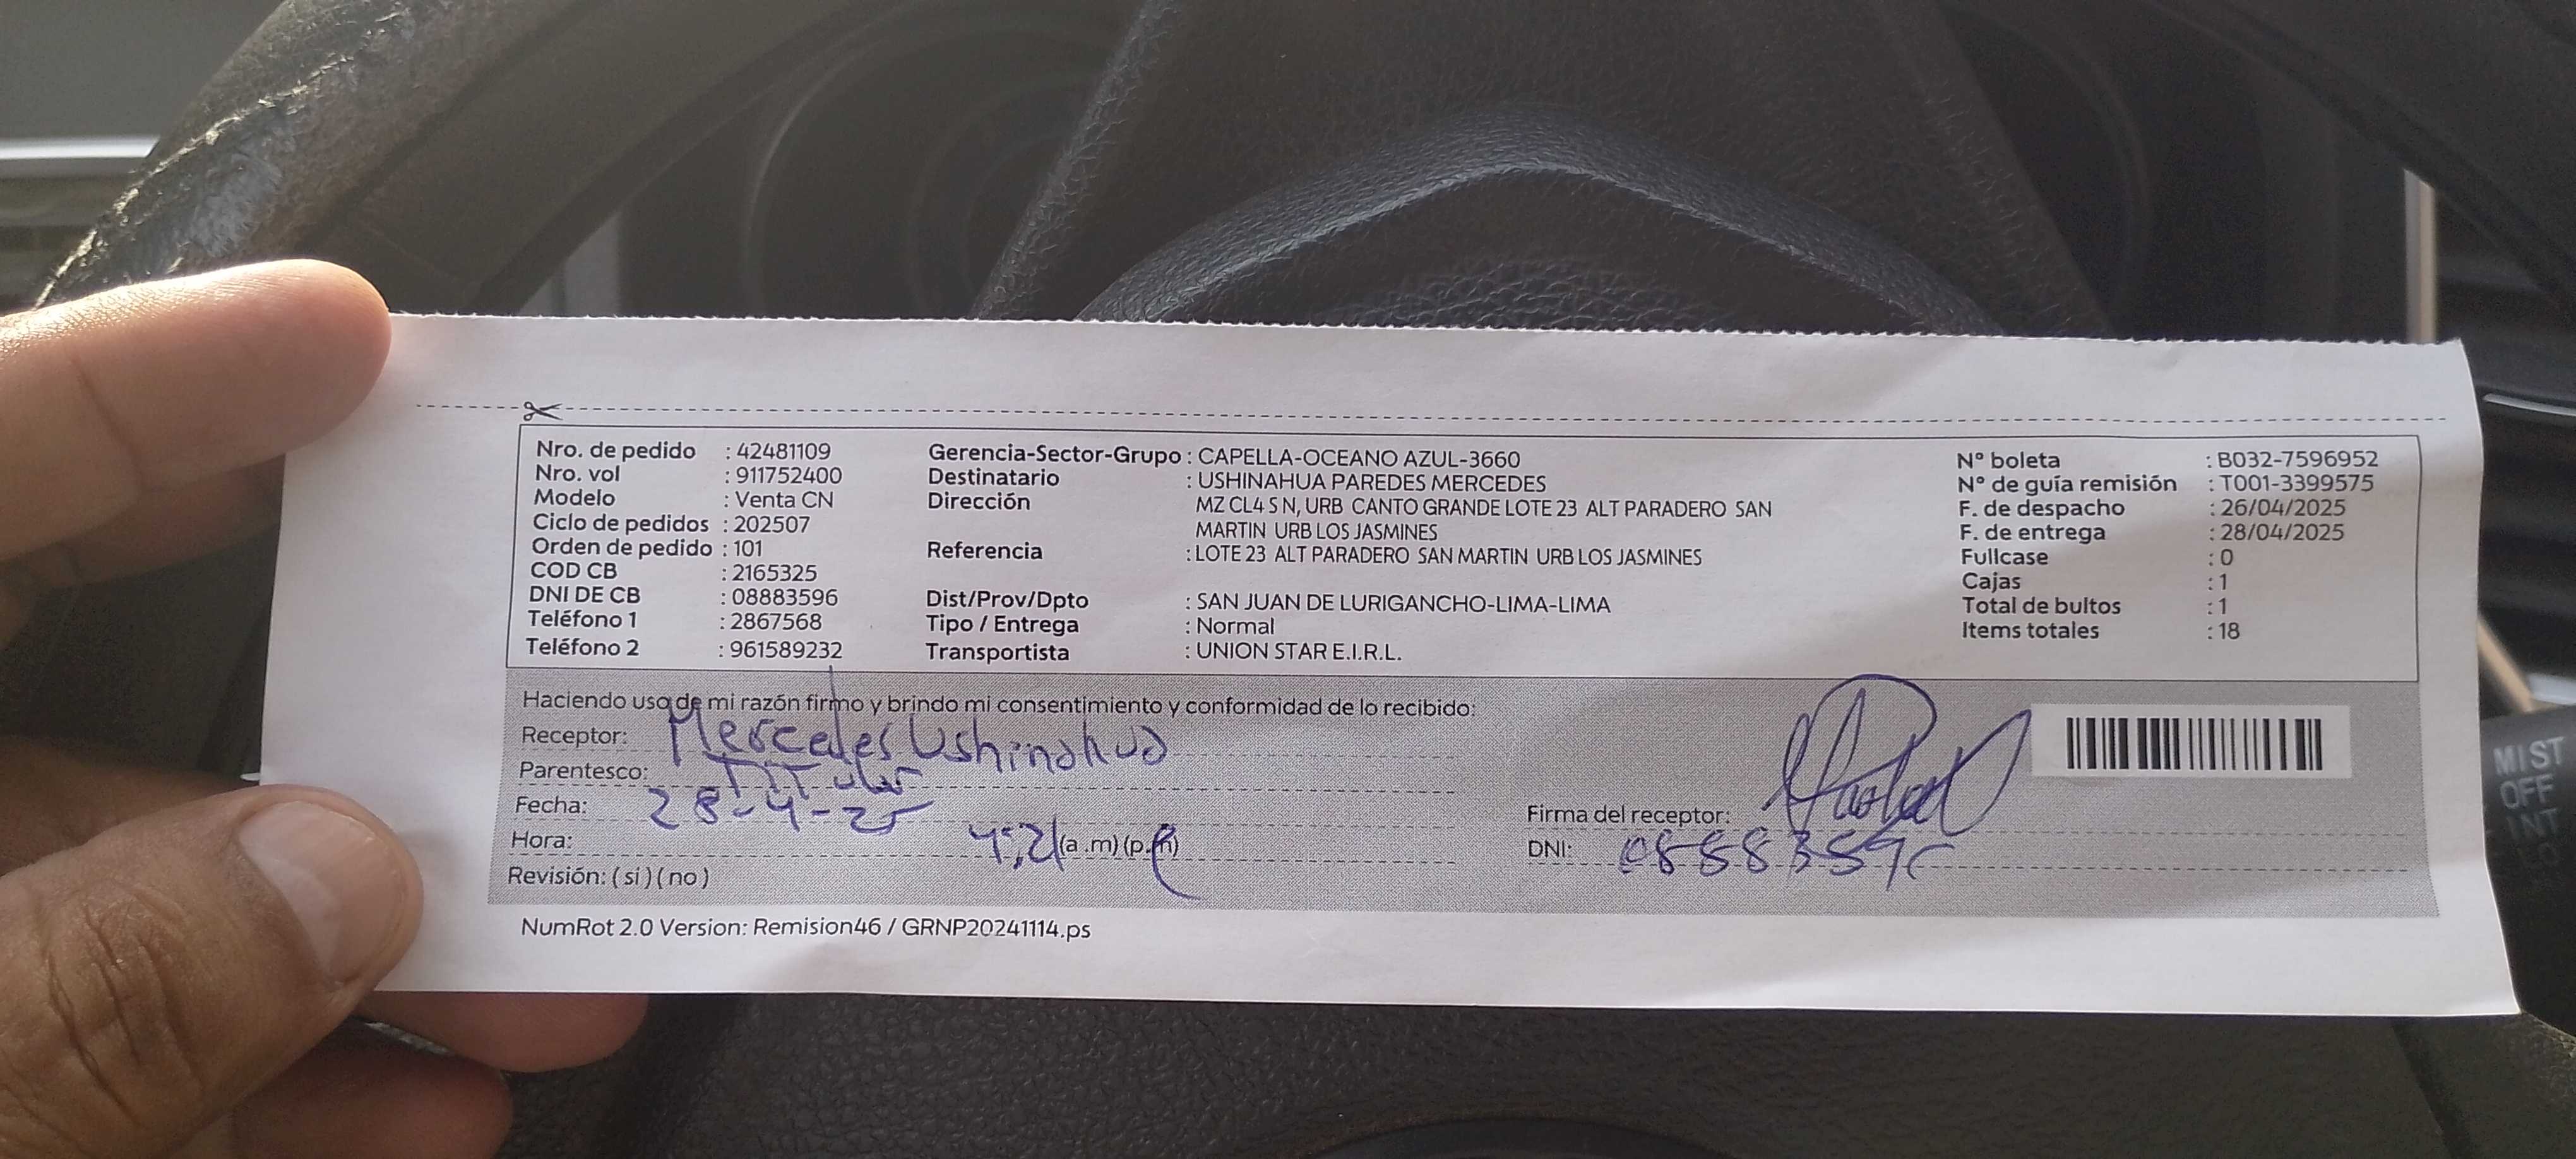 Nro. de pedido : 42481109
Nro. vol : 911752400
Modelo : Venta CN
Ciclo de pedidos : 202507
Orden de pedido : 101
COD CB : 2165325
DNI DE CB : 08883596
Teléfono 1 : 2867568
Teléfono 2 : 961589232
Gerencia-Sector-Grupo : CAPELLA-OCEANO AZUL-3660
Destinatario : USHINAHUA PAREDES MERCEDES
Dirección MZ CL4 S N, URB CANTO GRANDE LOTE 23 ALT PARADERO SAN
MARTIN URB LOS JASMINES
Referencia : LOTE 23 ALT PARADERO SAN MARTIN URB LOS JASMINES
Dist/Prov/Dpto : SAN JUAN DE LURIGANCHO-LIMA-LIMA
Tipo / Entrega : Normal
Transportista : UNION STAR E.I.R.L.
N° boleta : B032-7596952
N° de guía remisión : T001-3399575
F. de despacho : 26/04/2025
F. de entrega : 28/04/2025
Fullcase : 0
Cajas : 1
Total de bultos : 1
Items totales : 18
Haciendo uso de mi razón firmo y brindo mi consentimiento y conformidad de lo recibido:
Receptor: Mercedes Ushinahua
Parentesco: Titular
Fecha: 28-4-25
Hora: 4:21 (a .m) (p.m)
Revisión: ( si ) ( no )
Firma del receptor:
DNI: 08883596
NumRot 2.0 Version: Remision46 / GRNP20241114.ps
MIST
OFF
INT